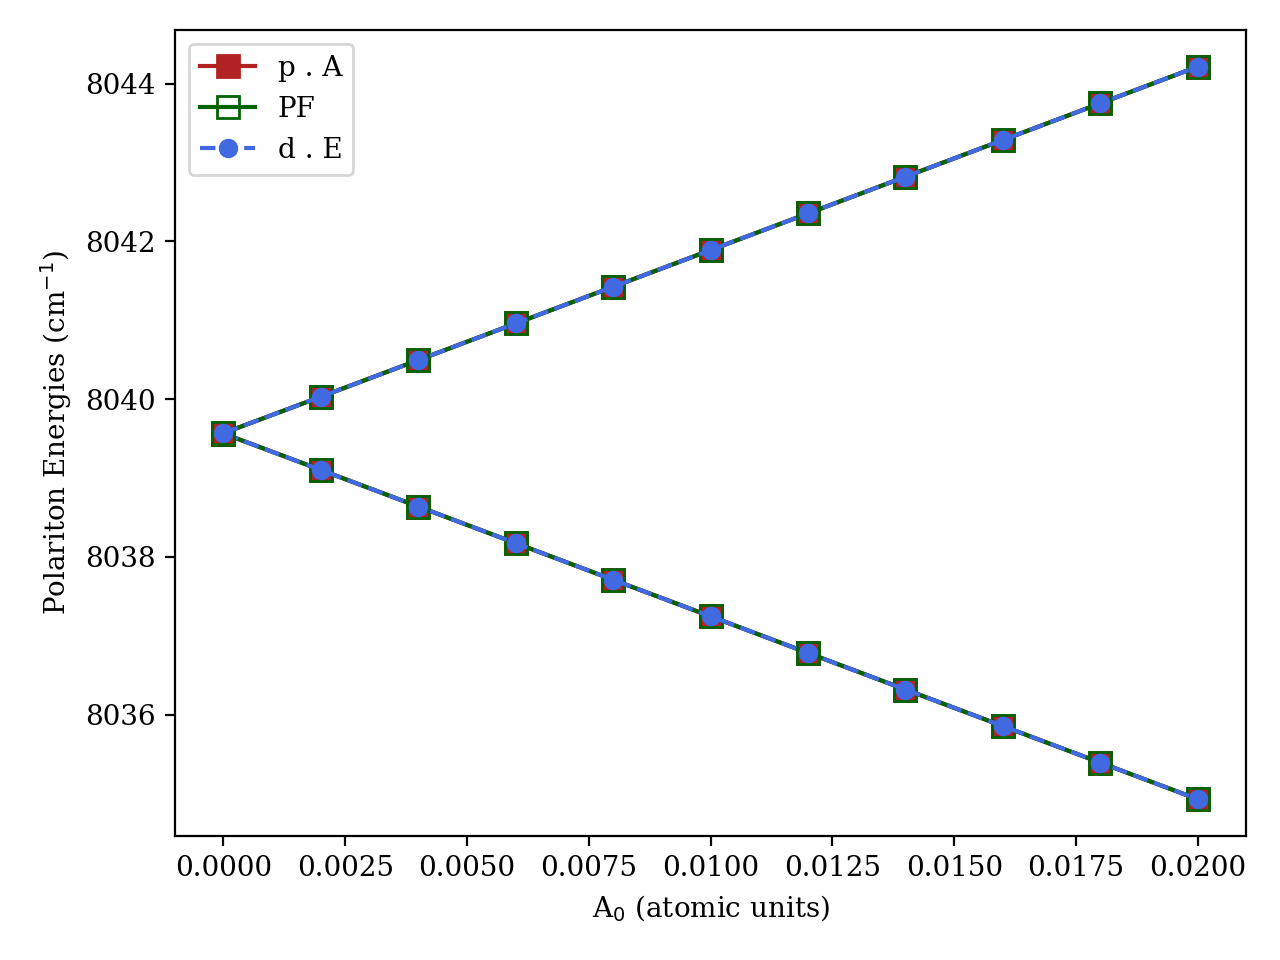 p . A
PF
d . E
8044
8042
8040
8038
8036
Polariton Energies (cm⁻¹)
0.0000 0.0025 0.0050 0.0075 0.0100 0.0125 0.0150 0.0175 0.0200
A₀ (atomic units)